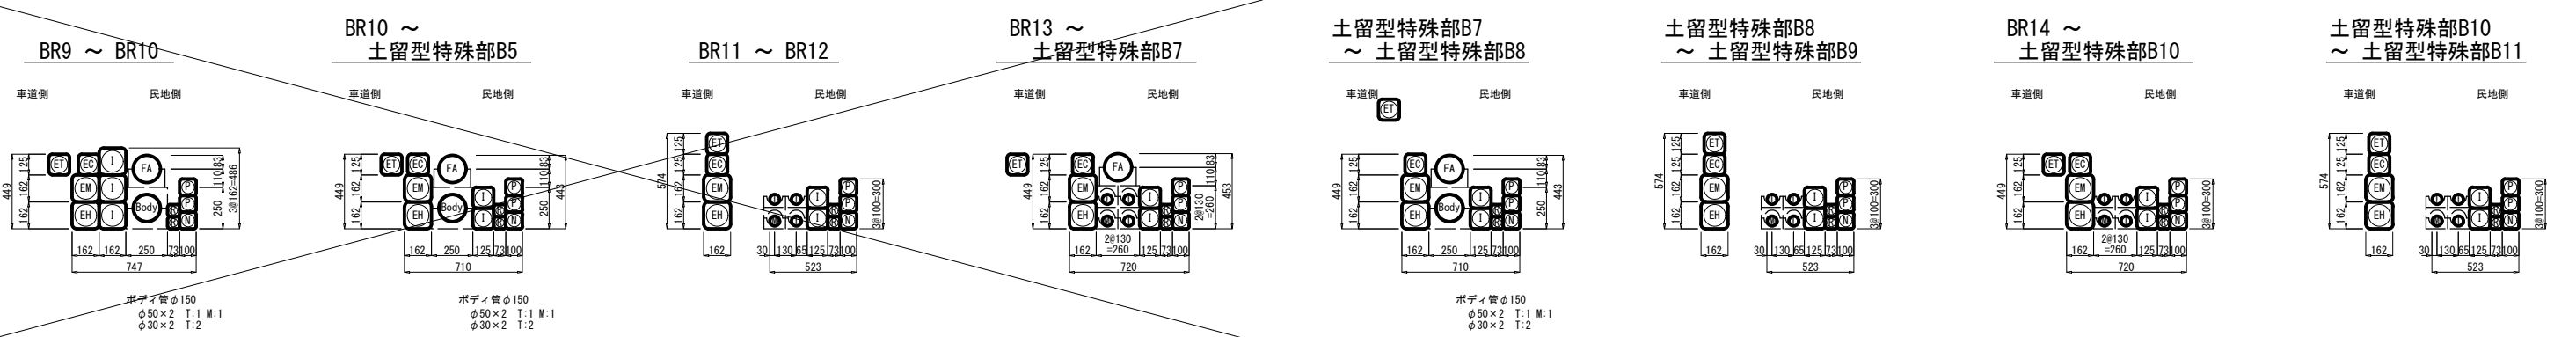 BR9 ～ BR10
車道側 民地側
ET EC I FA
EM I P
EH I Body P
N
449 125 162 162
110 83 250 3@162=486
162 162 250 73 100
747
ボディ管φ150
φ50×2 T:1 M:1
φ30×2 T:2
BR10 ～
土留型特殊部B5
車道側 民地側
ET EC FA
EM I P
EH Body I P
N
449 125 162 162
110 83 250 443
162 250 125 73 100
710
ボディ管φ150
φ50×2 T:1 M:1
φ30×2 T:2
BR11 ～ BR12
車道側 民地側
ET
EC
EM I P
EH I P
N
574 125 125 162 162
3@100=300
162 30 130 65 125 73 100
523
BR13 ～
土留型特殊部B7
車道側 民地側
ET EC FA
EM I P
EH I P
N
449 125 162 162
110 83 2@130
=260
453
162 2@130
=260
125 73 100
720
土留型特殊部B7
～ 土留型特殊部B8
車道側 民地側
ET
EC FA
EM I P
EH Body I P
N
449 125 162 162
110 83 250 443
162 250 125 73 100
710
ボディ管φ150
φ50×2 T:1 M:1
φ30×2 T:2
土留型特殊部B8
～ 土留型特殊部B9
車道側 民地側
ET
EC
EM I P
EH I P
N
574 125 125 162 162
3@100=300
162 30 130 65 125 73 100
523
BR14 ～
土留型特殊部B10
車道側 民地側
ET EC
EM I P
EH I P
N
449 125 162 162
3@100=300
162 2@130
=260
125 73 100
720
土留型特殊部B10
～ 土留型特殊部B11
車道側 民地側
ET
EC
EM I P
EH I P
N
574 125 125 162 162
3@100=300
162 30 130 65 125 73 100
523